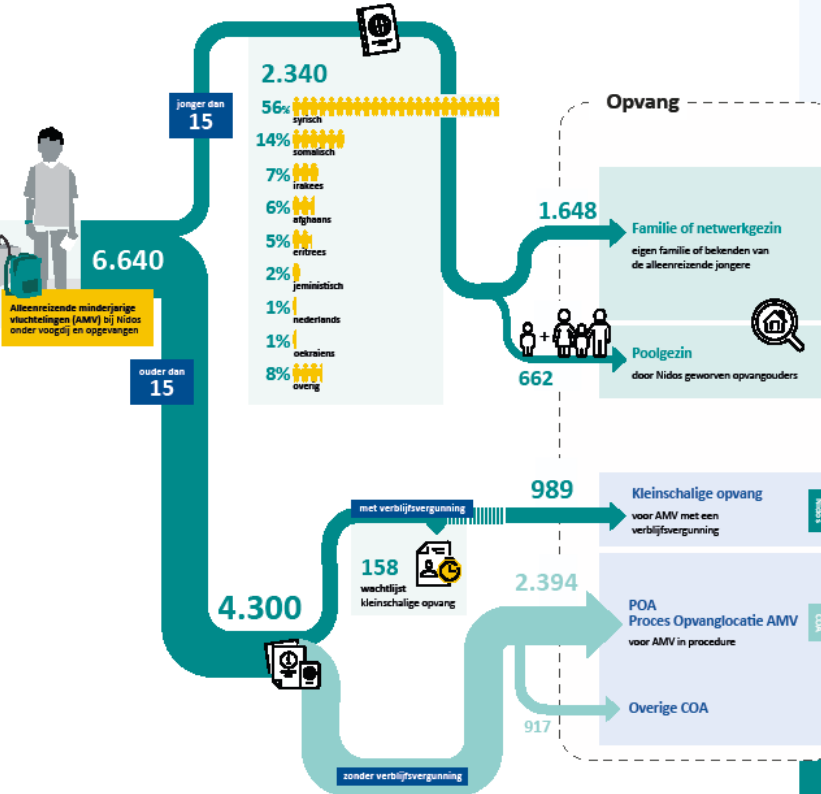 Opvang
jonger dan
15
2.340
56%
syrisch
14%
somalisch
7%
irakees
6%
afghaans
5%
eritrees
2%
jeministisch
1%
nederlands
1%
oekraiens
8%
overig
6.640
Alleenreizende minderjarige
vluchtelingen (AMV) bij Nidos
onder voogdij en opgevangen
ouder dan
15
1.648
Familie of netwerkgezin
eigen familie of bekenden van
de alleenreizende jongere
+
662
Poolgezin
door Nidos geworven opvangouders
met verblijfsvergunning
989
Kleinschalige opvang
voor AMV met een
verblijfsvergunning
Nidos
158
wachtlijst
kleinschalige opvang
4.300
2.394
POA
Proces Opvanglocatie AMV
voor AMV in procedure
COA
917
Overige COA
zonder verblijfsvergunning